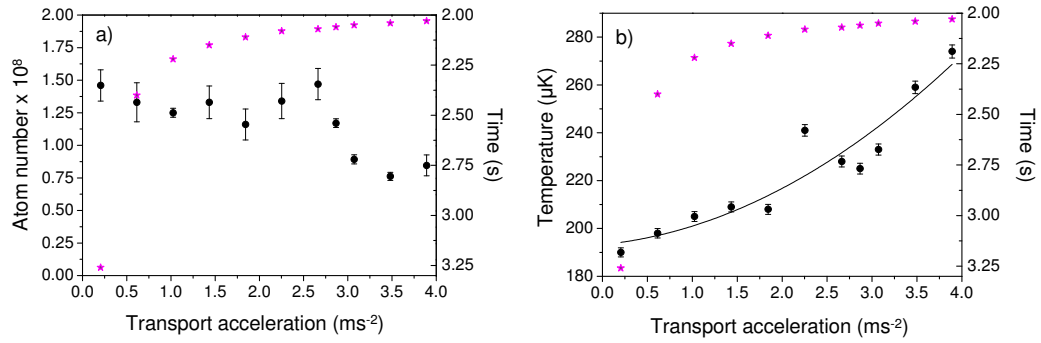 a)
2.00
1.75
1.50
1.25
1.00
0.75
0.50
0.25
0.00
Atom number x 10⁸
0.0 0.5 1.0 1.5 2.0 2.5 3.0 3.5 4.0
Transport acceleration (ms⁻²)
2.00
2.25
2.50
2.75
3.00
3.25
Time (s)
b)
280
260
240
220
200
180
Temperature (µK)
0.0 0.5 1.0 1.5 2.0 2.5 3.0 3.5 4.0
Transport acceleration (ms⁻²)
2.00
2.25
2.50
2.75
3.00
3.25
Time (s)